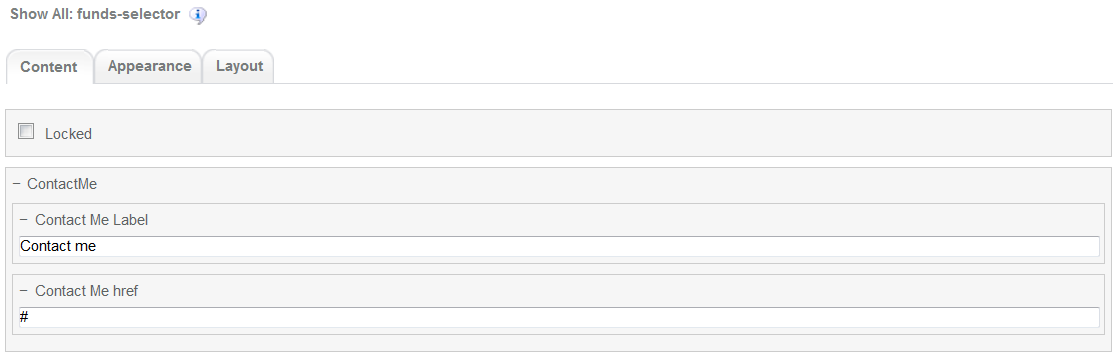 Show All: funds-selector
Content Appearance Layout
Locked
− ContactMe
− Contact Me Label
Contact me
− Contact Me href
#